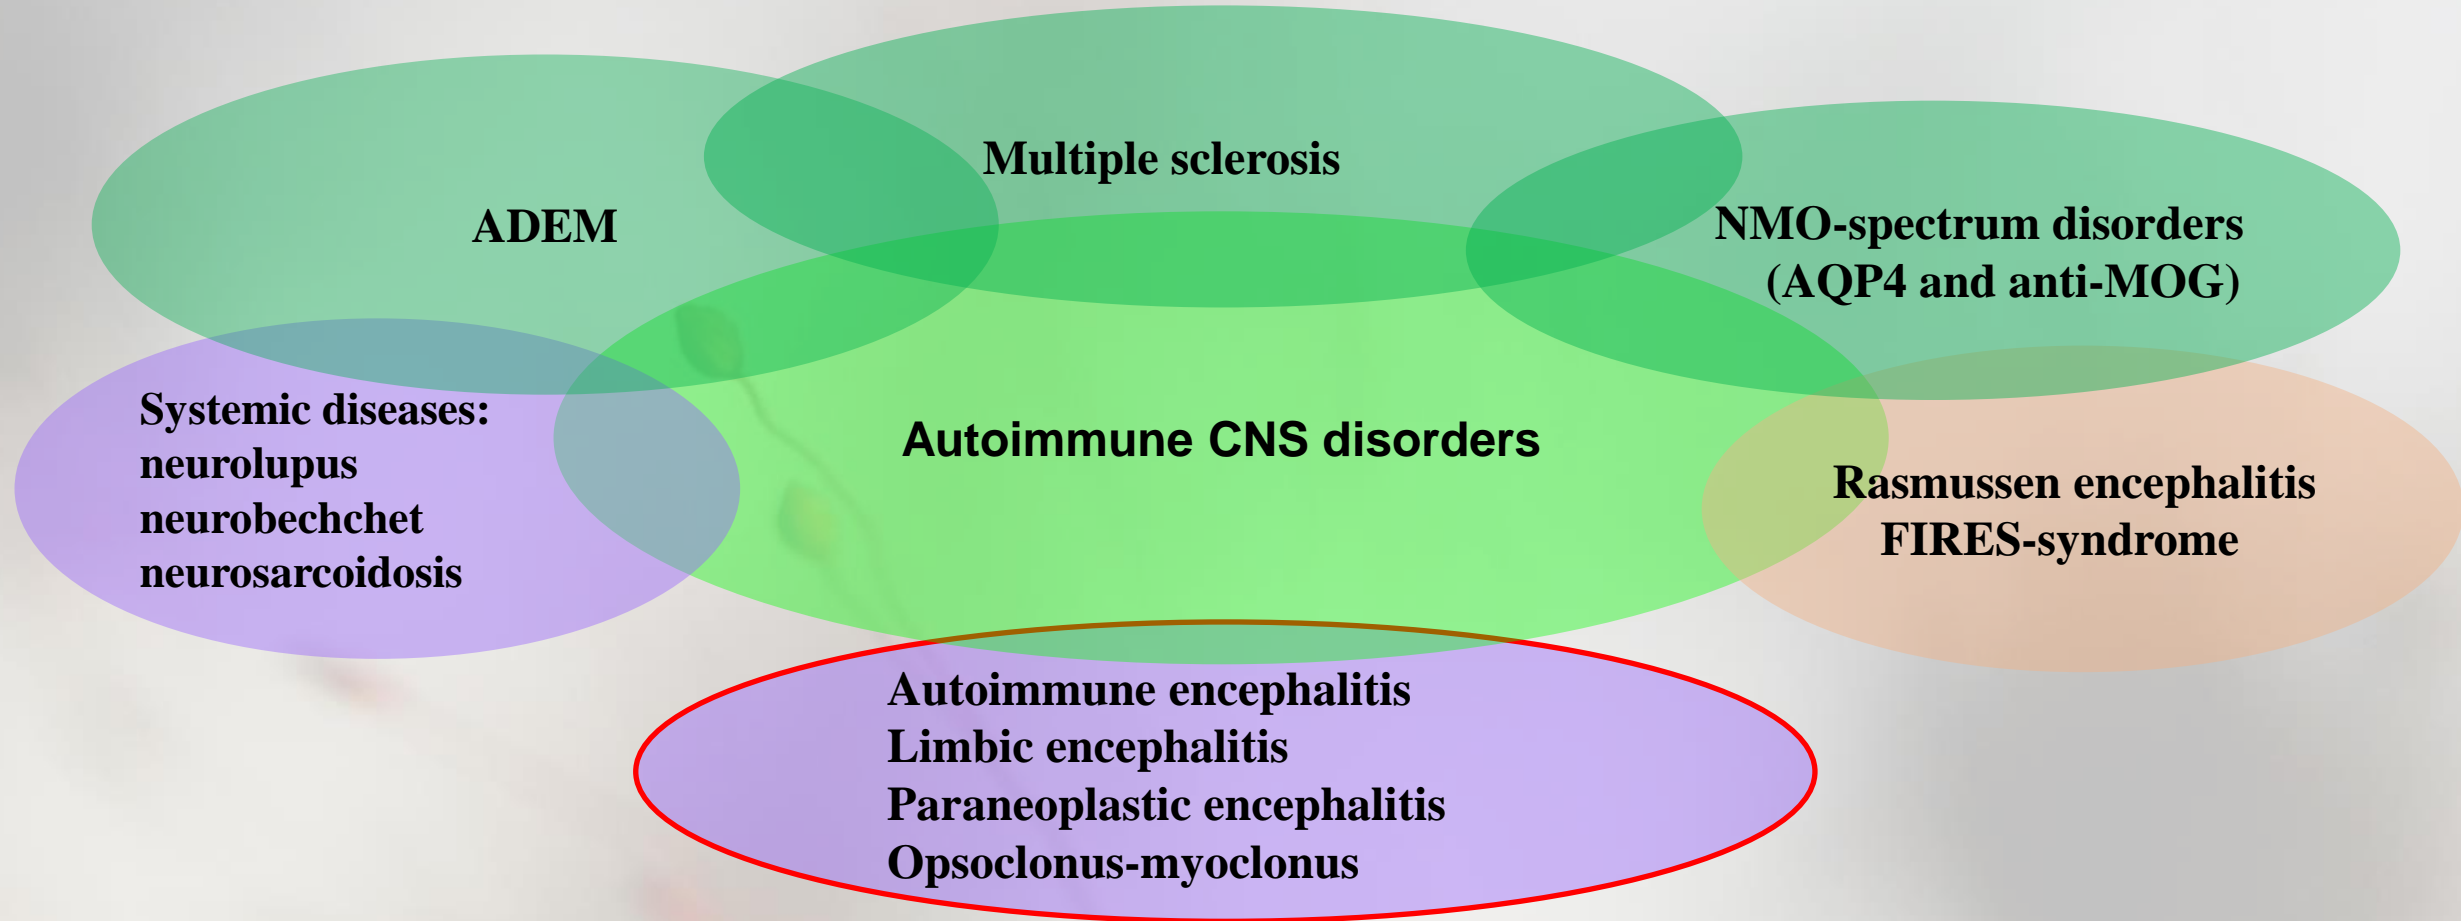 Multiple sclerosis
ADEM
NMO-spectrum disorders
(AQP4 and anti-MOG)
Systemic diseases:
neurolupus
neurobechchet
neurosarcoidosis
Autoimmune CNS disorders
Rasmussen encephalitis
FIRES-syndrome
Autoimmune encephalitis
Limbic encephalitis
Paraneoplastic encephalitis
Opsoclonus-myoclonus